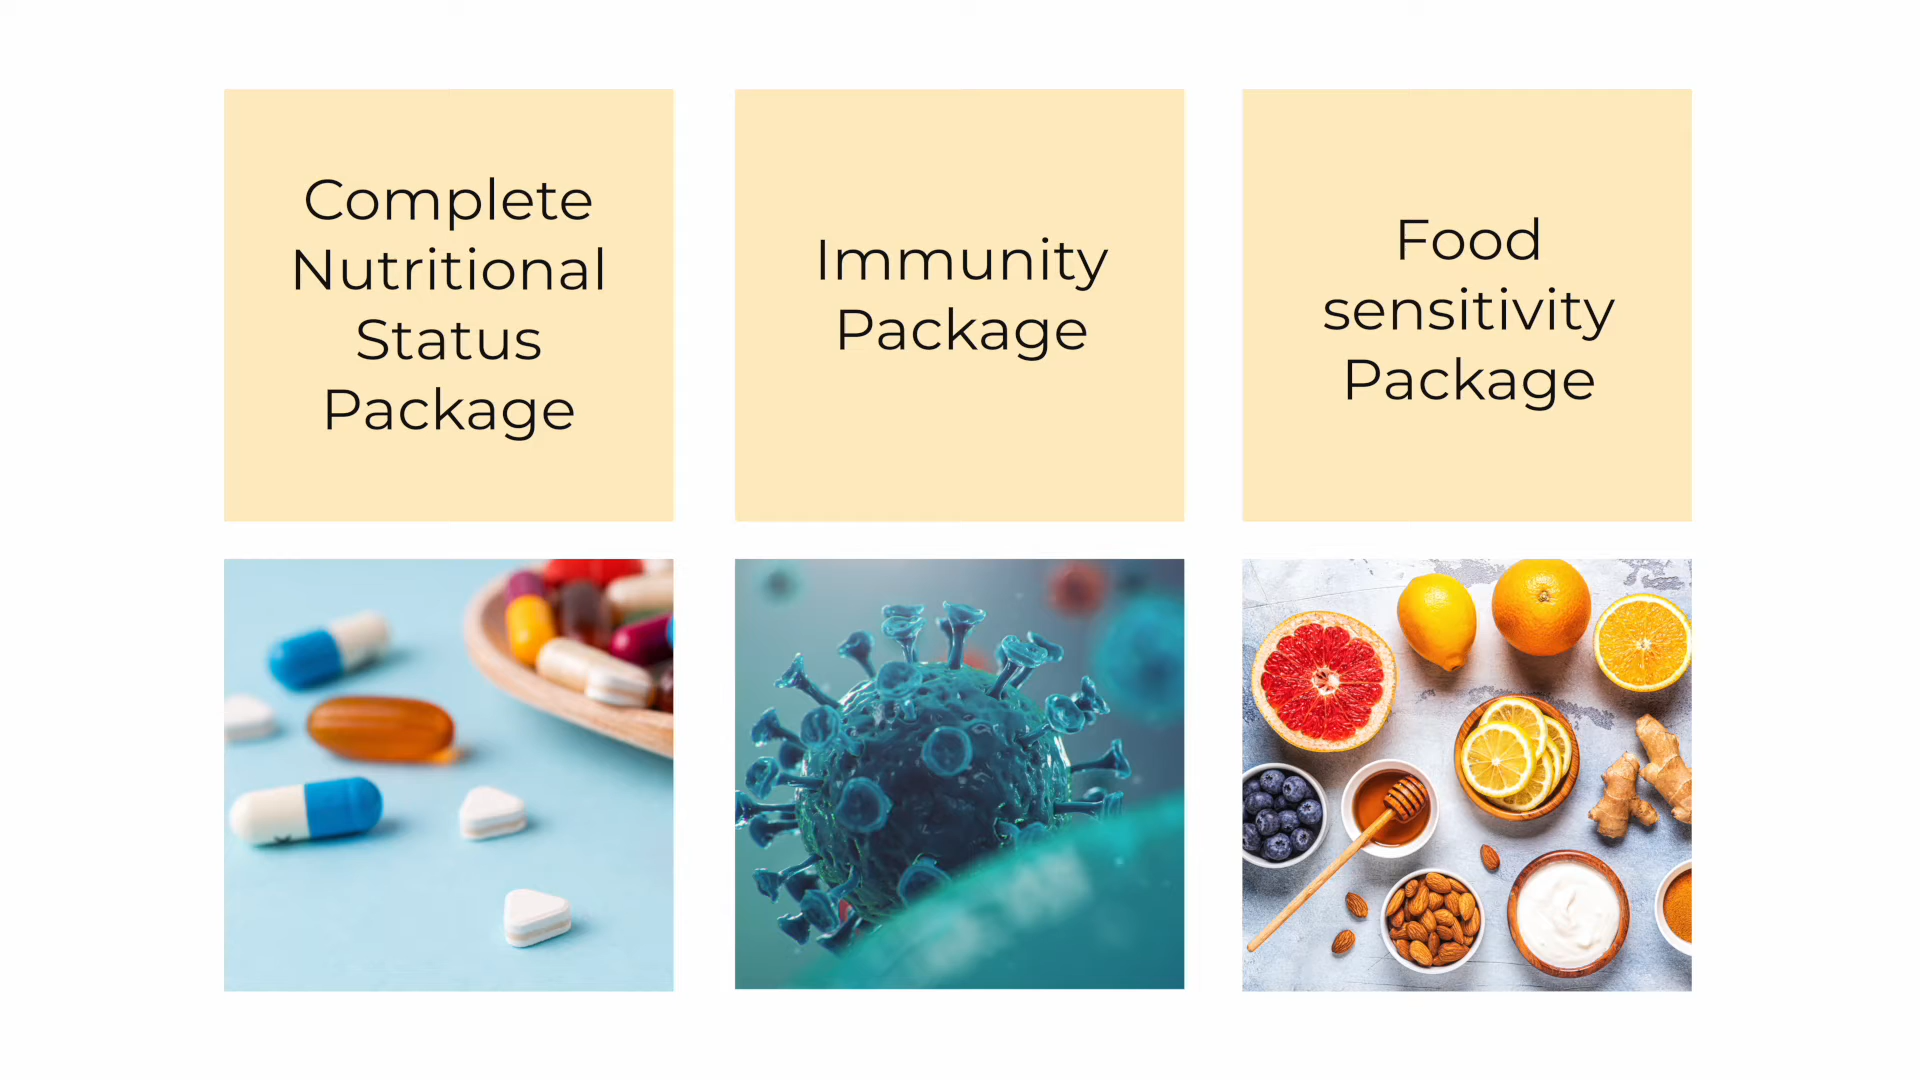 Complete
Nutritional
Status
Package
Immunity
Package
Food
sensitivity
Package